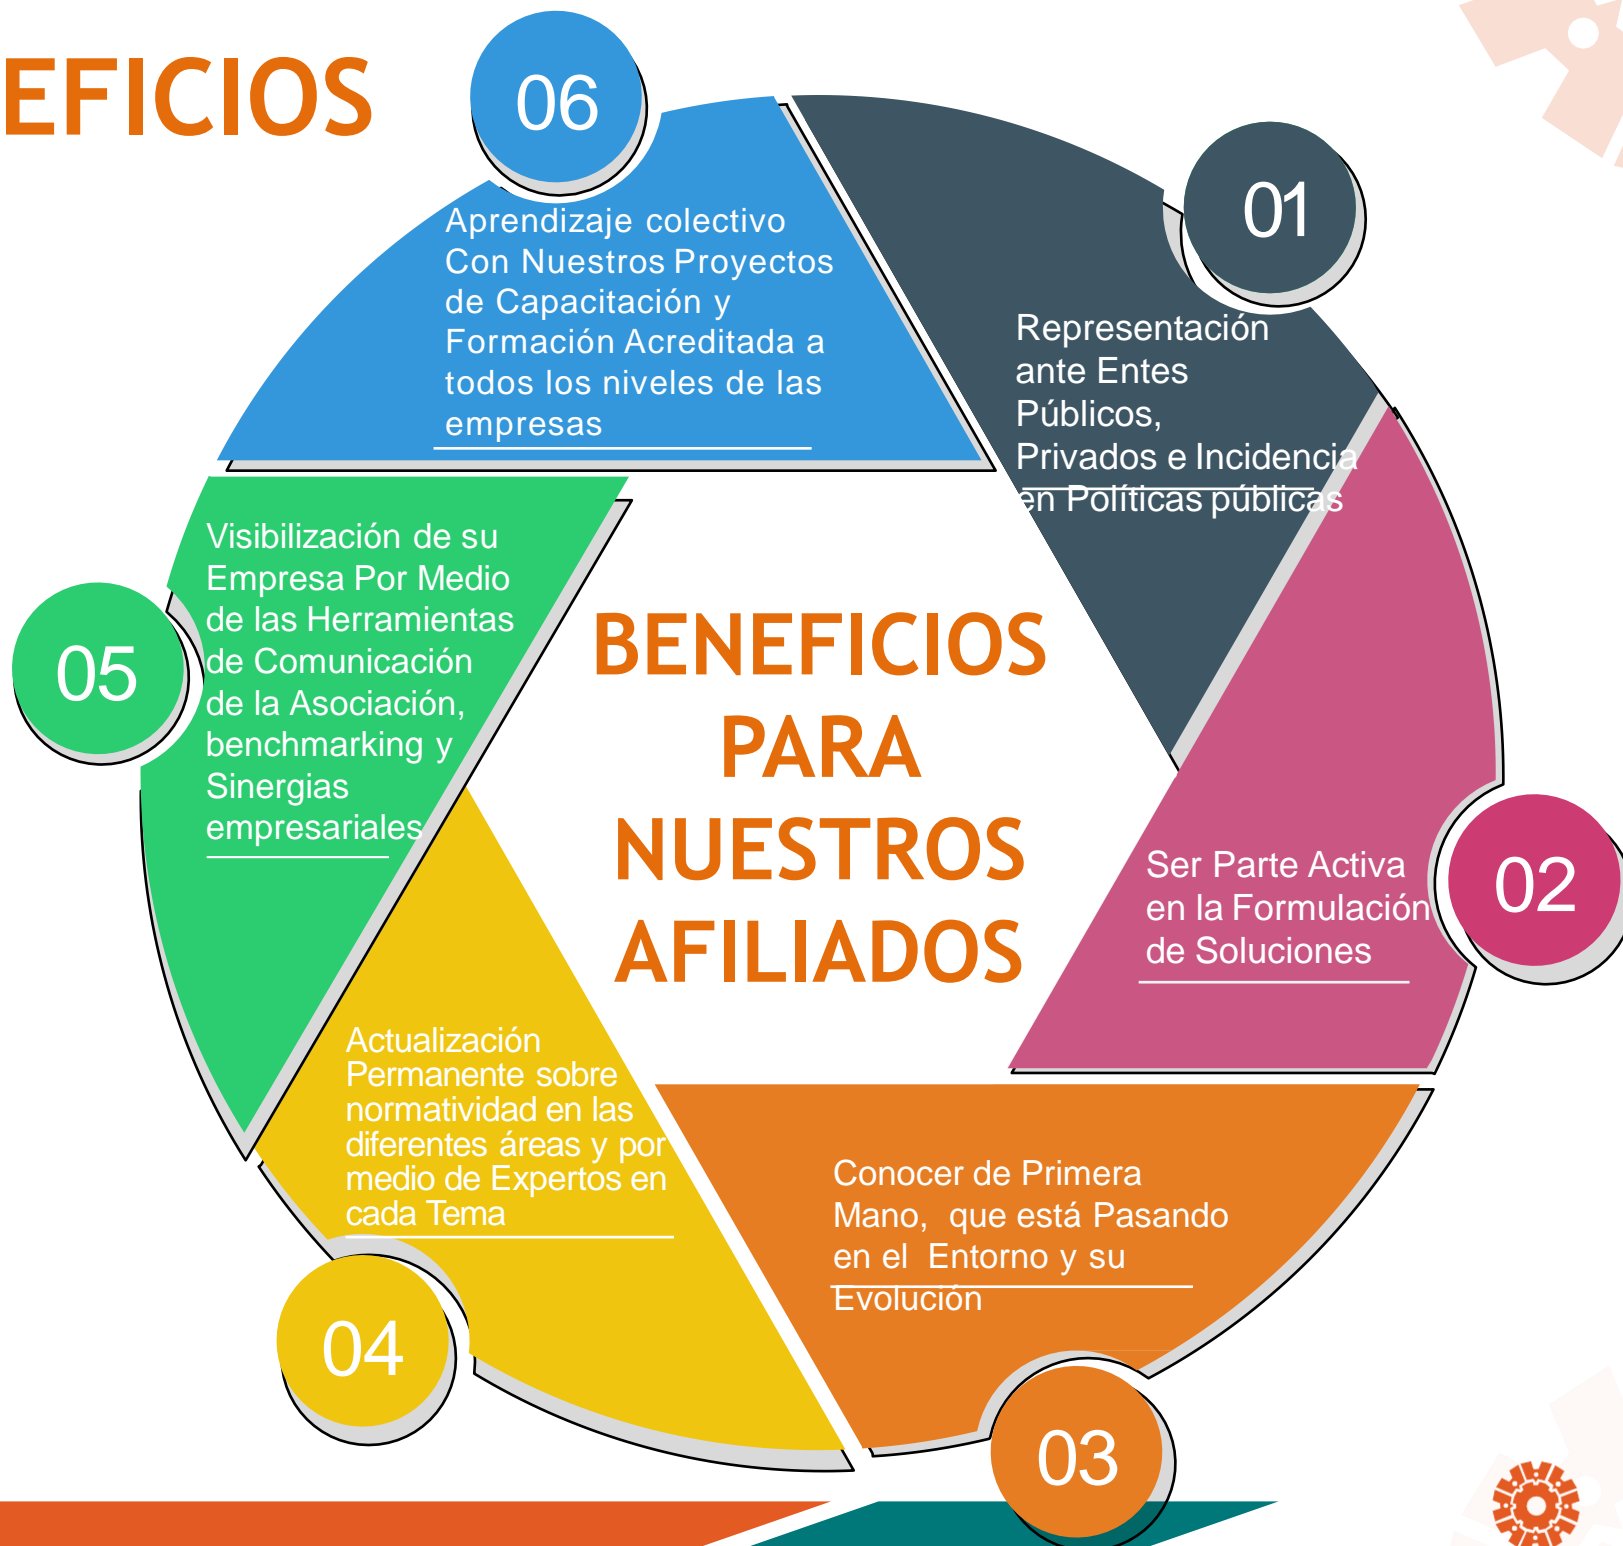 EFICIOS
06
Aprendizaje colectivo
Con Nuestros Proyectos
de Capacitación y
Formación Acreditada a
todos los niveles de las
empresas
01
Representación
ante Entes
Públicos,
Privados e Incidencia
en Políticas públicas
05
Visibilización de su
Empresa Por Medio
de las Herramientas
de Comunicación
de la Asociación,
benchmarking y
Sinergias
empresariales
BENEFICIOS
PARA
NUESTROS
AFILIADOS
02
Ser Parte Activa
en la Formulación
de Soluciones
04
Actualización
Permanente sobre
normatividad en las
diferentes áreas y por
medio de Expertos en
cada Tema
03
Conocer de Primera
Mano, que está Pasando
en el Entorno y su
Evolución